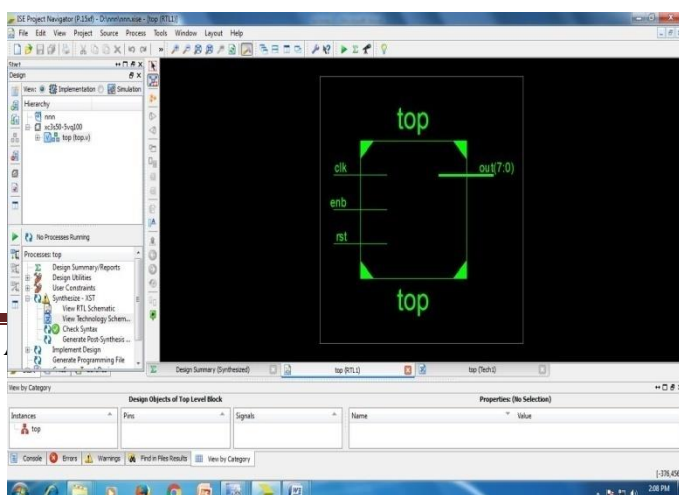 ISE Project Navigator (P.15xf) - D:\nnn\nnn.xise - [top (RTL1)]
File Edit View Project Source Process Tools Window Layout Help
Design
View: Implementation Simulation
Hierarchy
nnn
xc3s50-5vq100
top (top.v)
No Processes Running
Processes: top
Design Summary/Reports
Design Utilities
User Constraints
Synthesize - XST
View RTL Schematic
View Technology Schem...
Check Syntax
Generate Post-Synthesis ...
Implement Design
Generate Programming File
top
clk
out(7:0)
enb
rst
top
Design Summary (Synthesized) top (RTL1) top (Tech1)
View by Category
Design Objects of Top Level Block Properties: (No Selection)
Instances Pins Signals Name Value
top
Console Errors Warnings Find in Files Results View by Category
[-376,456
2:08 PM